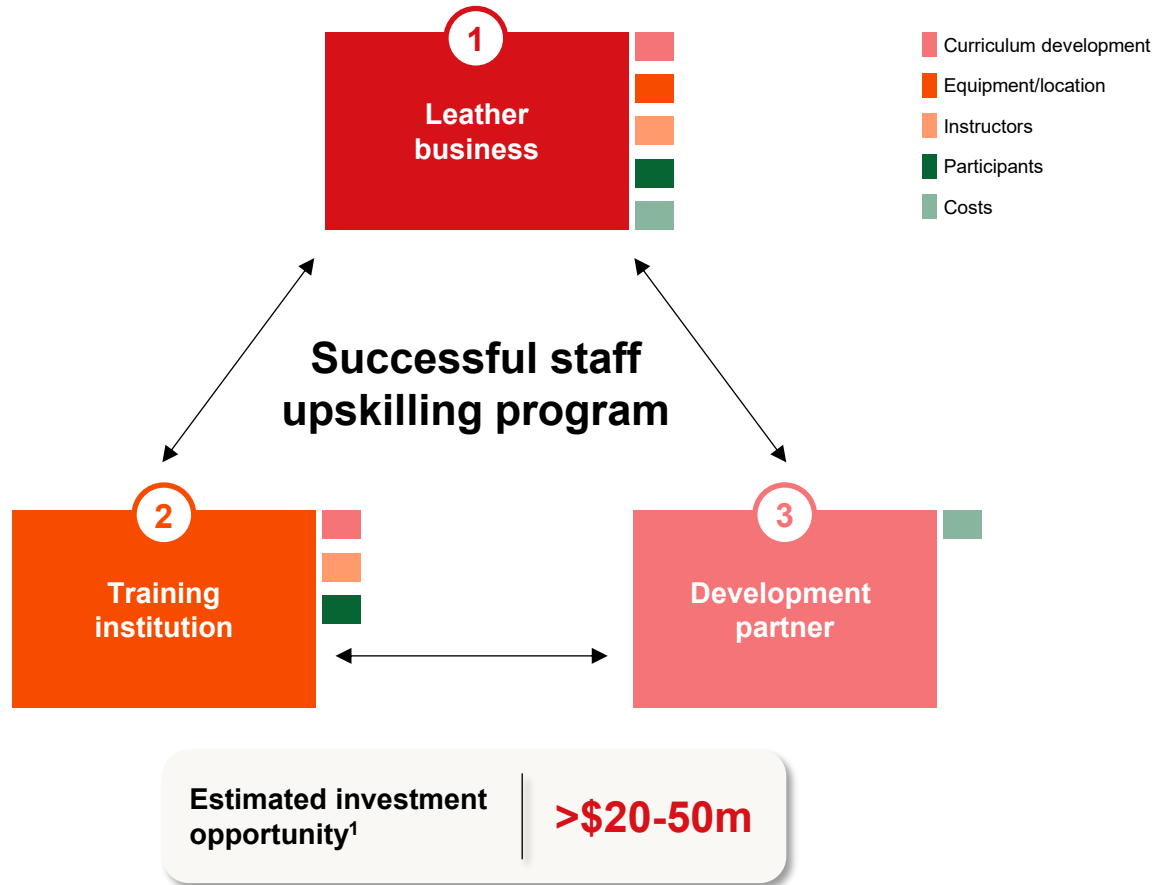 1
Leather
business
Curriculum development
Equipment/location
Instructors
Participants
Costs
Successful staff
upskilling program
2
Training
institution
3
Development
partner
Estimated investment
opportunity1
>$20-50m